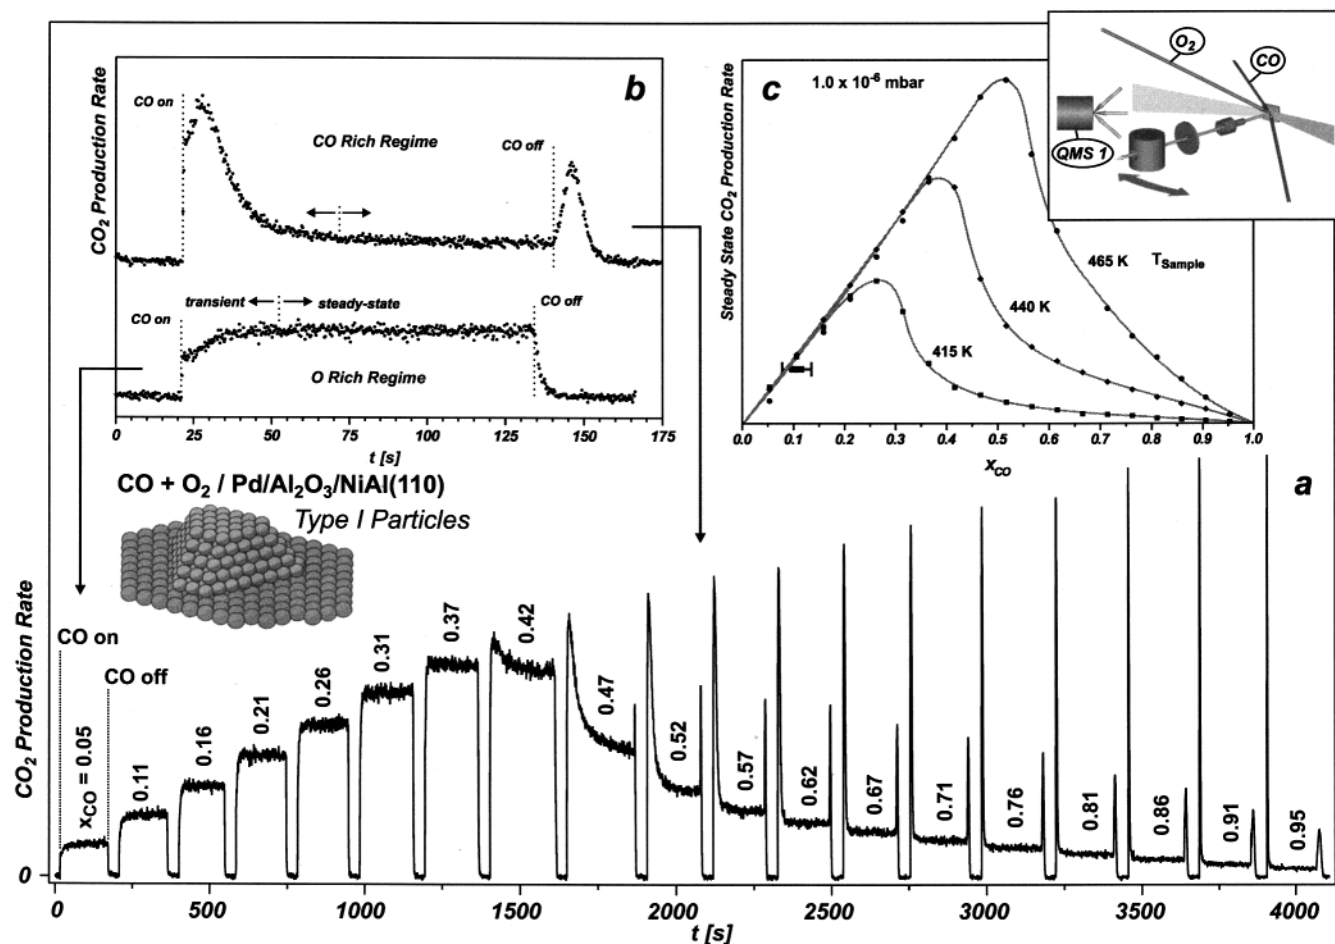 CO₂ Production Rate
b
CO on
CO Rich Regime
CO off
transient
steady-state
CO on
CO off
O Rich Regime
0 25 50 75 100 125 150 175
t [s]
Steady State CO₂ Production Rate
c
1.0 x 10⁻⁶ mbar
465 K
T_Sample
440 K
415 K
0.0 0.1 0.2 0.3 0.4 0.5 0.6 0.7 0.8 0.9 1.0
x_CO
O₂
CO
QMS 1
CO + O₂ / Pd/Al₂O₃/NiAl(110)
Type I Particles
a
CO₂ Production Rate
CO on
CO off
x_CO = 0.05
0.11
0.16
0.21
0.26
0.31
0.37
0.42
0.47
0.52
0.57
0.62
0.67
0.71
0.76
0.81
0.86
0.91
0.95
0
0 500 1000 1500 2000 2500 3000 3500 4000
t [s]